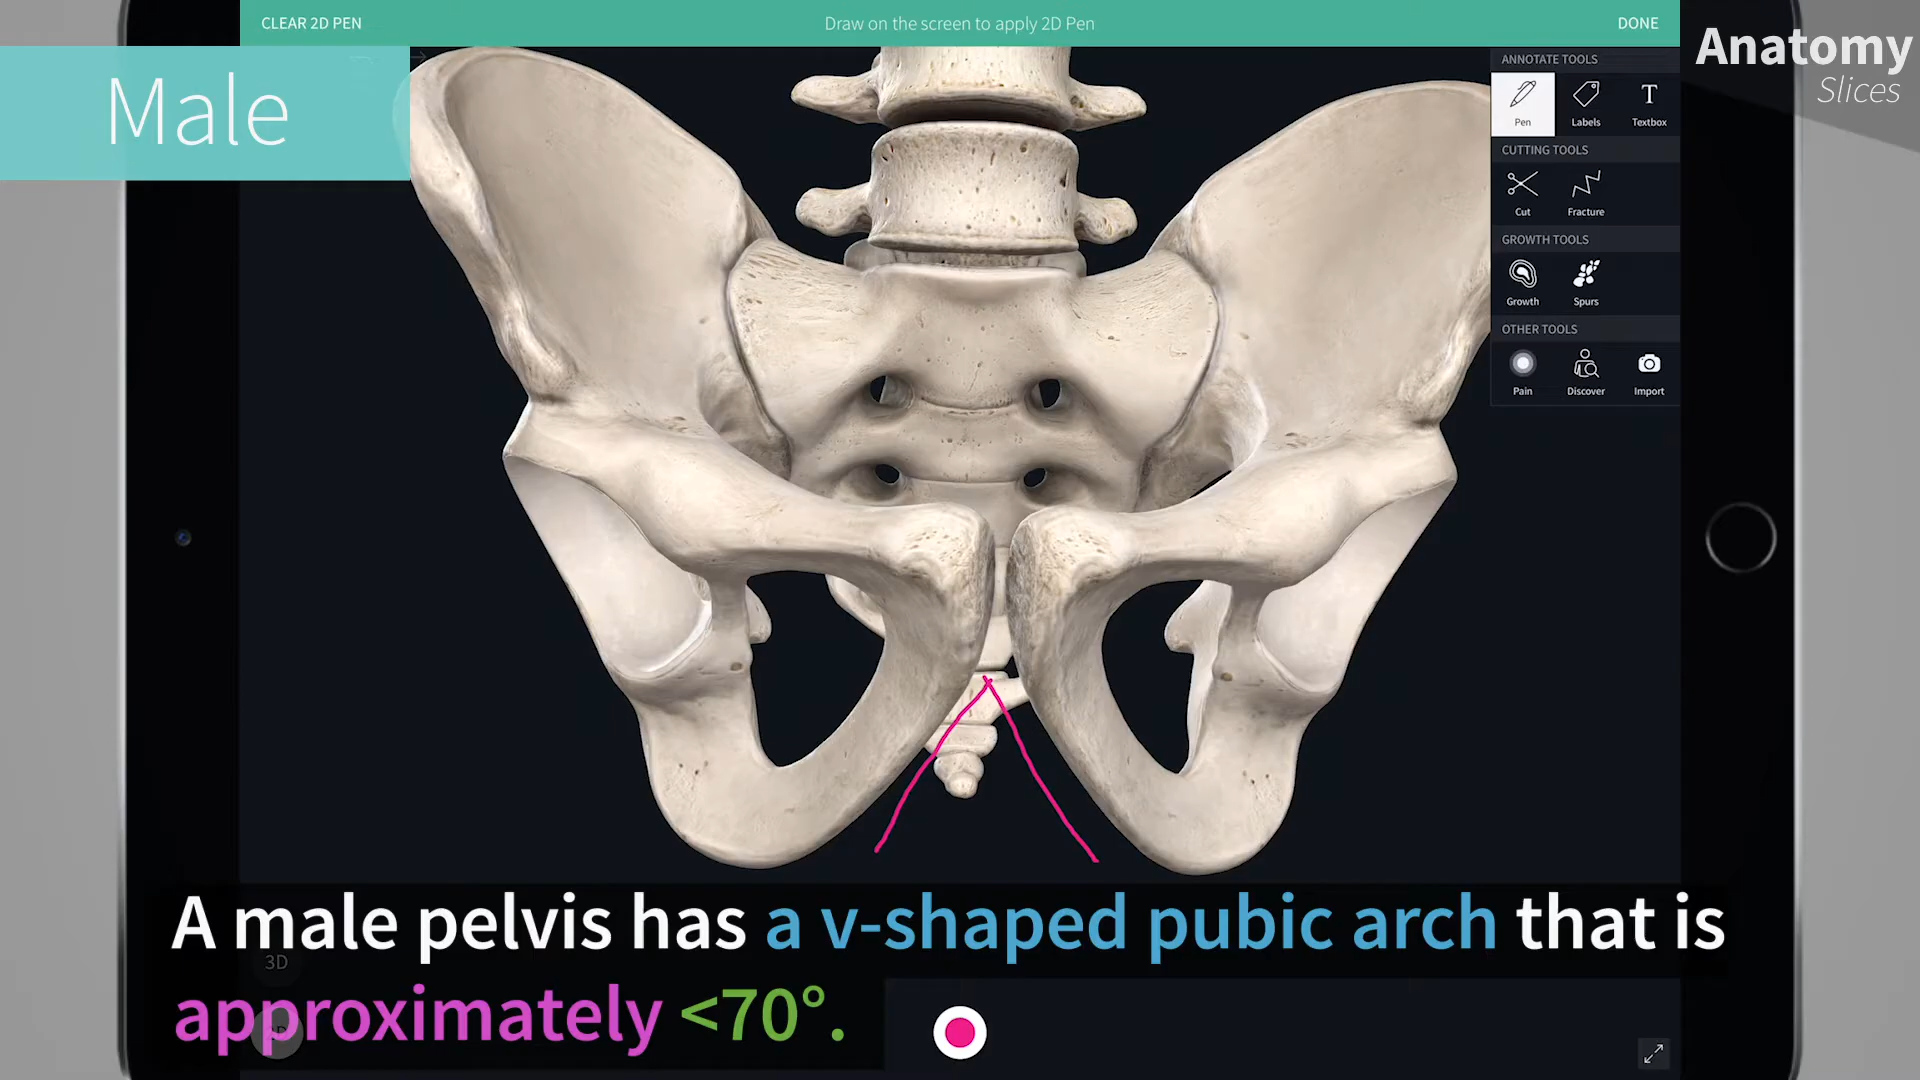 CLEAR 2D PEN
Draw on the screen to apply 2D Pen
DONE
Anatomy
Slices
Male
ANNOTATE TOOLS
Pen
Labels
T
Textbox
CUTTING TOOLS
Cut
Fracture
GROWTH TOOLS
Growth
Spurs
OTHER TOOLS
Pain
Discover
Import
A male pelvis has a v-shaped pubic arch that is
3D
approximately <70°.